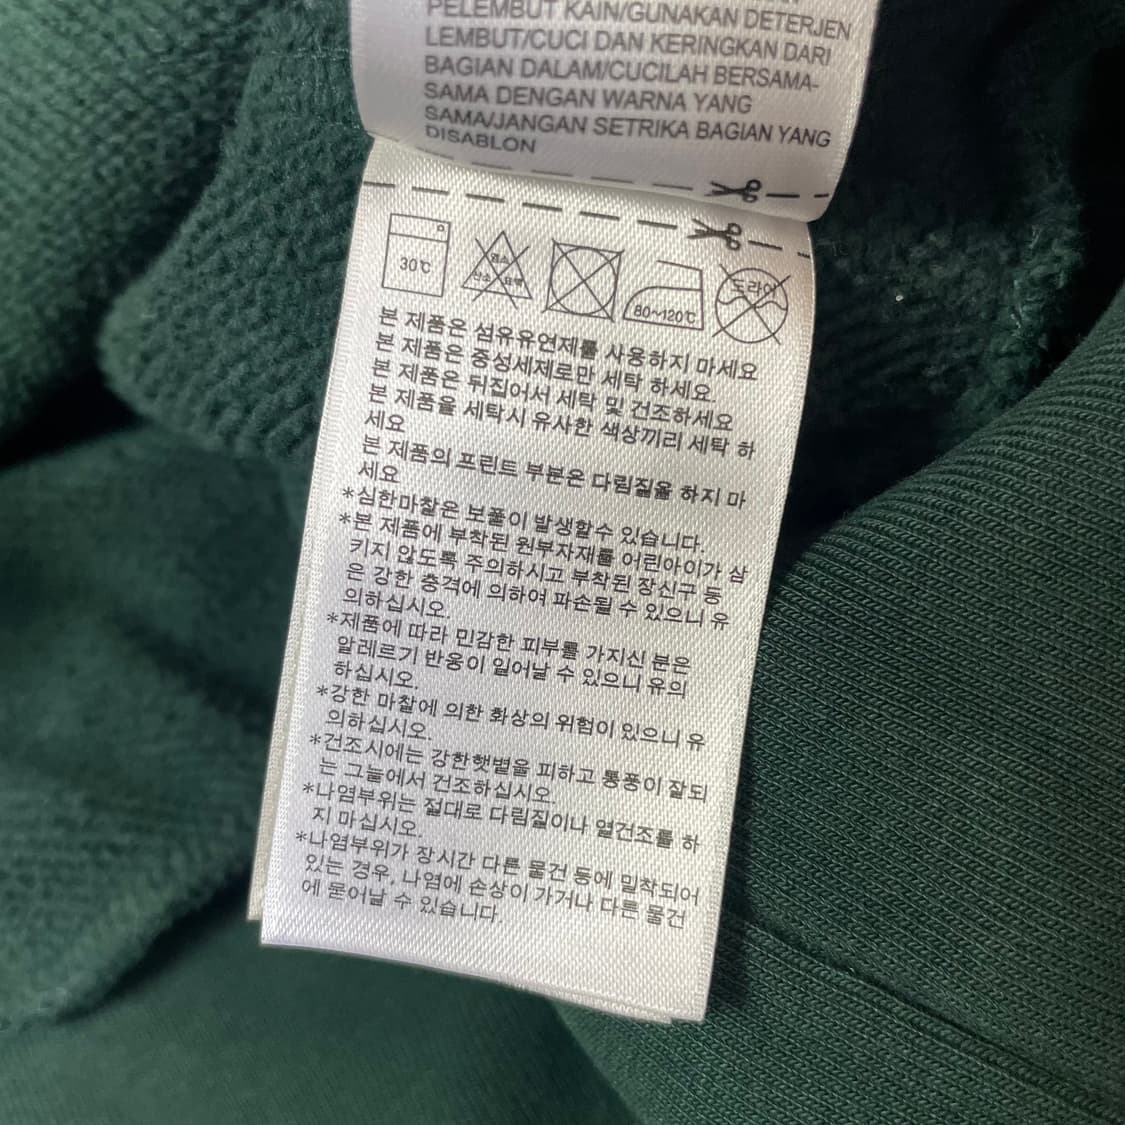 PELEMBUT KAIN/GUNAKAN DETERJEN
LEMBUT/CUCI DAN KERINGKAN DARI
BAGIAN DALAM/CUCILAH BERSAMA-
SAMA DENGAN WARNA YANG
SAMA/JANGAN SETRIKA BAGIAN YANG
DISABLON
30℃
염소
산소 표백
80~120℃
드라이
본 제품은 섬유유연제를 사용하지 마세요
본 제품은 중성세제로만 세탁 하세요
본 제품은 뒤집어서 세탁 및 건조하세요
본 제품을 세탁시 유사한 색상끼리 세탁 하
세요
본 제품의 프린트 부분은 다림질을 하지 마
세요
*심한마찰은 보풀이 발생할수 있습니다.
*본 제품에 부착된 원부자재를 어린아이가 삼
키지 않도록 주의하시고 부착된 장신구 등
은 강한 충격에 의하여 파손될 수 있으니 유
의하십시오.
*제품에 따라 민감한 피부를 가지신 분은
알레르기 반응이 일어날 수 있으니 유의
하십시오.
*강한 마찰에 의한 화상의 위험이 있으니 유
의하십시오.
*건조시에는 강한햇볕을 피하고 통풍이 잘되
는 그늘에서 건조하십시오.
*나염부위는 절대로 다림질이나 열건조를 하
지 마십시오.
*나염부위가 장시간 다른 물건 등에 밀착되어
있는 경우, 나염에 손상이 가거나 다른 물건
에 묻어날 수 있습니다.